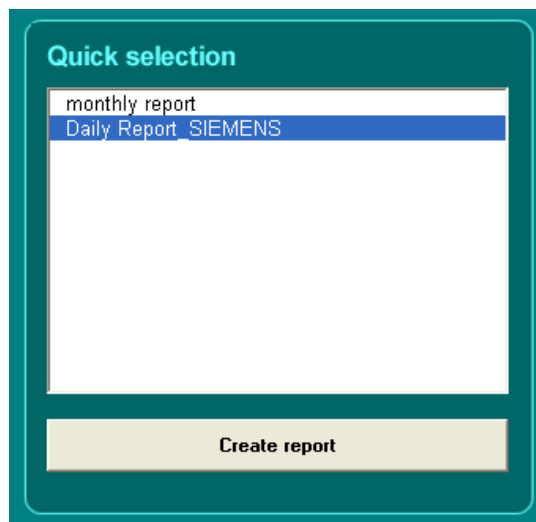 Quick selection
monthly report
Daily Report_SIEMENS
Create report